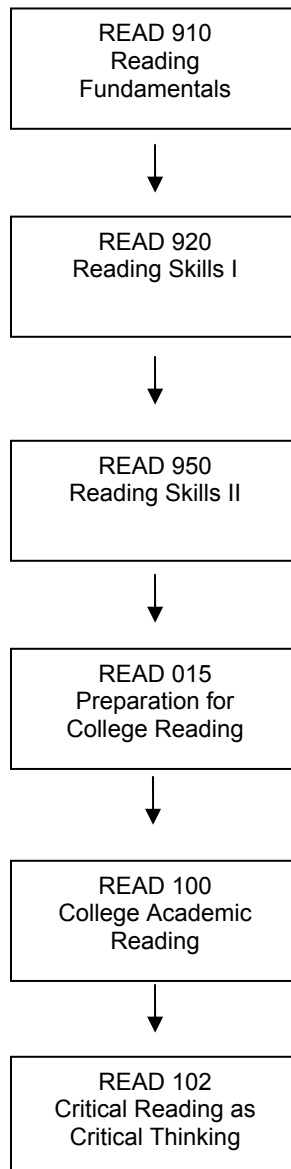 READ 910
Reading
Fundamentals
READ 920
Reading Skills I
READ 950
Reading Skills II
READ 015
Preparation for
College Reading
READ 100
College Academic
Reading
READ 102
Critical Reading as
Critical Thinking